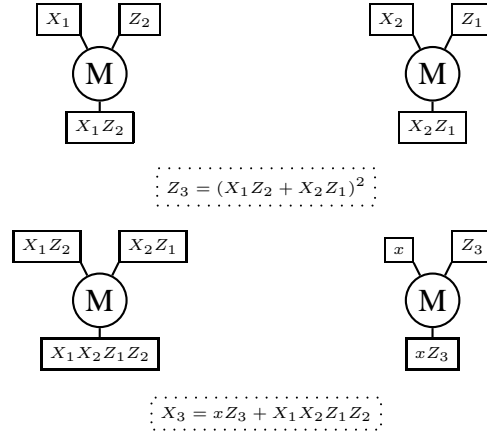 $X_1$ $Z_2$ $X_2$ $Z_1$
M M
$X_1Z_2$ $X_2Z_1$
$Z_3 = (X_1Z_2 + X_2Z_1)^2$
$X_1Z_2$ $X_2Z_1$ $x$ $Z_3$
M M
$X_1X_2Z_1Z_2$ $xZ_3$
$X_3 = xZ_3 + X_1X_2Z_1Z_2$